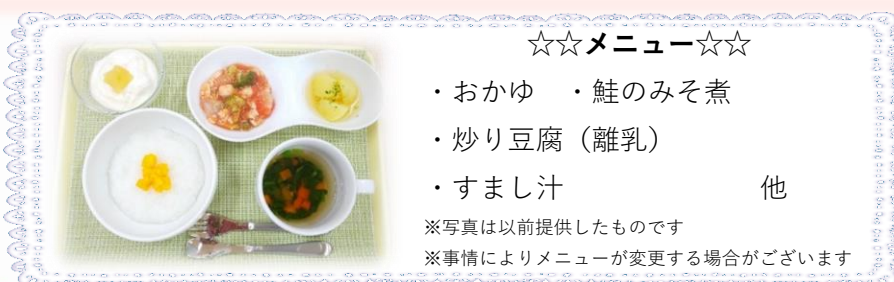 ☆☆メニュー☆☆
・おかゆ　・鮭のみそ煮
・炒り豆腐（離乳）
・すまし汁　　　　　　　他
※写真は以前提供したものです
※事情によりメニューが変更する場合がございます